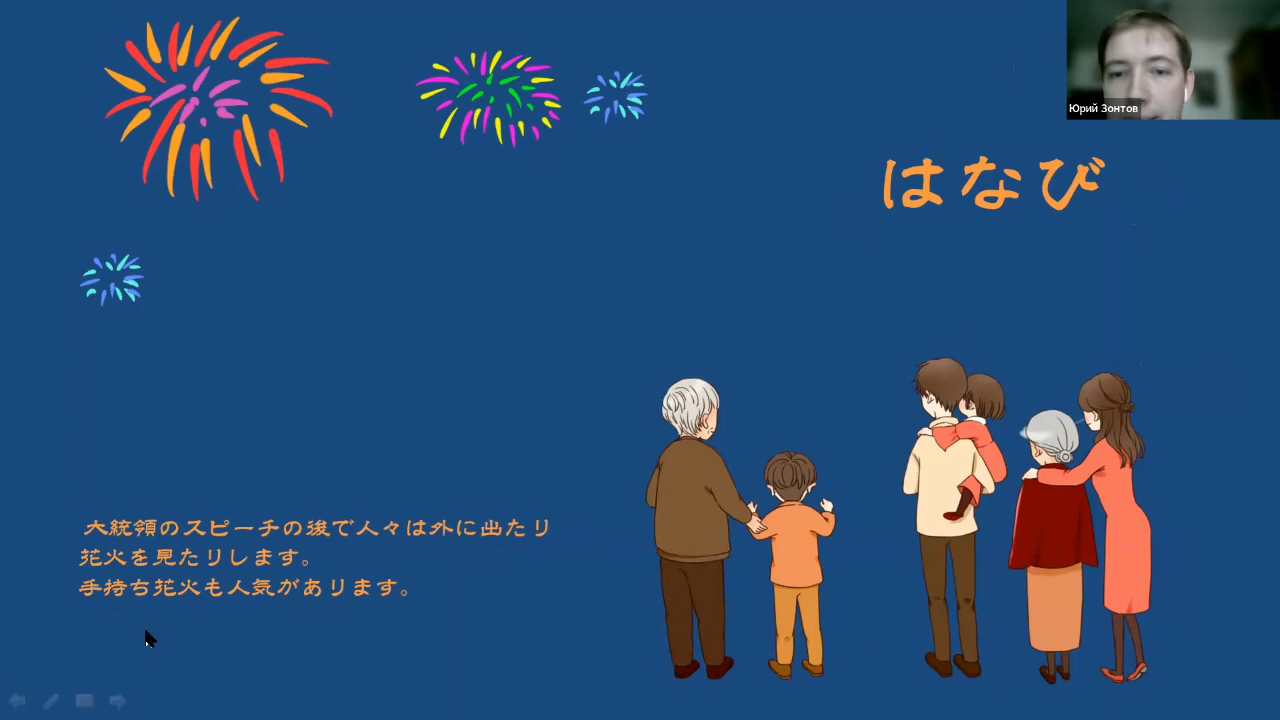 Юрий Зонтов
はなび
大統領のスピーチの後で人々は外に出たり
花火を見たりします。
手持ち花火も人気があります。